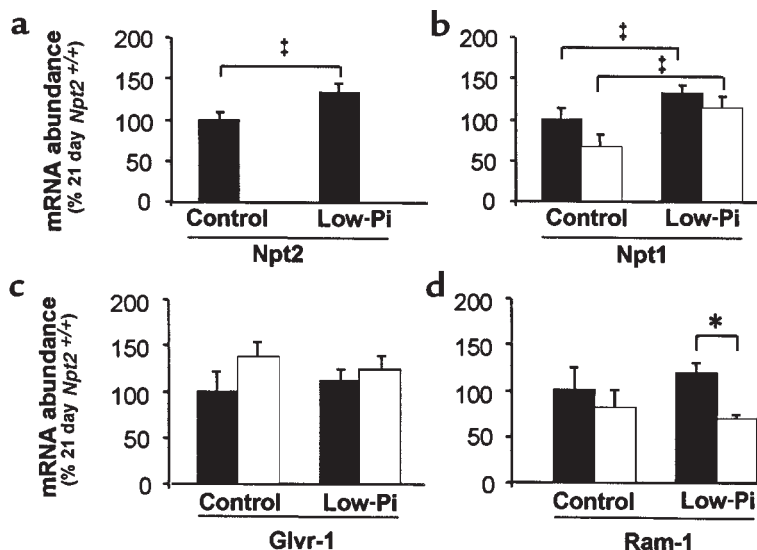 a
mRNA abundance
(% 21 day Npt2 +/+)
200
150
100
50
0
‡
Control Low-Pi
Npt2
b
200
150
100
50
0
‡
‡
Control Low-Pi
Npt1
c
mRNA abundance
(% 21 day Npt2 +/+)
200
150
100
50
0
Control Low-Pi
Glvr-1
d
200
150
100
50
0
*
Control Low-Pi
Ram-1